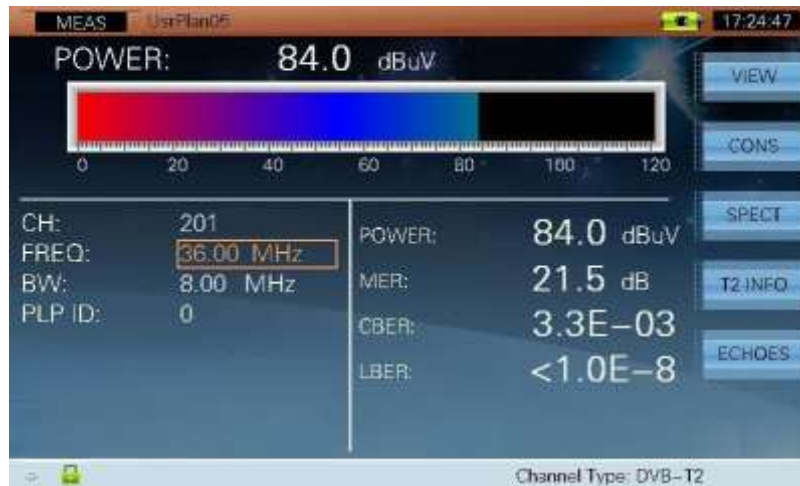 MEAS UsrPlan05 17:24:47
POWER: 84.0 dBuV
VIEW
CONS
0 20 40 60 80 100 120
SPECT
T2 INFO
ECHOES
CH: 201
FREQ: 36.00 MHz
BW: 8.00 MHz
PLP ID: 0
POWER: 84.0 dBuV
MER: 21.5 dB
CBER: 3.3E-03
LBER: <1.0E-8
Channel Type: DVB-T2